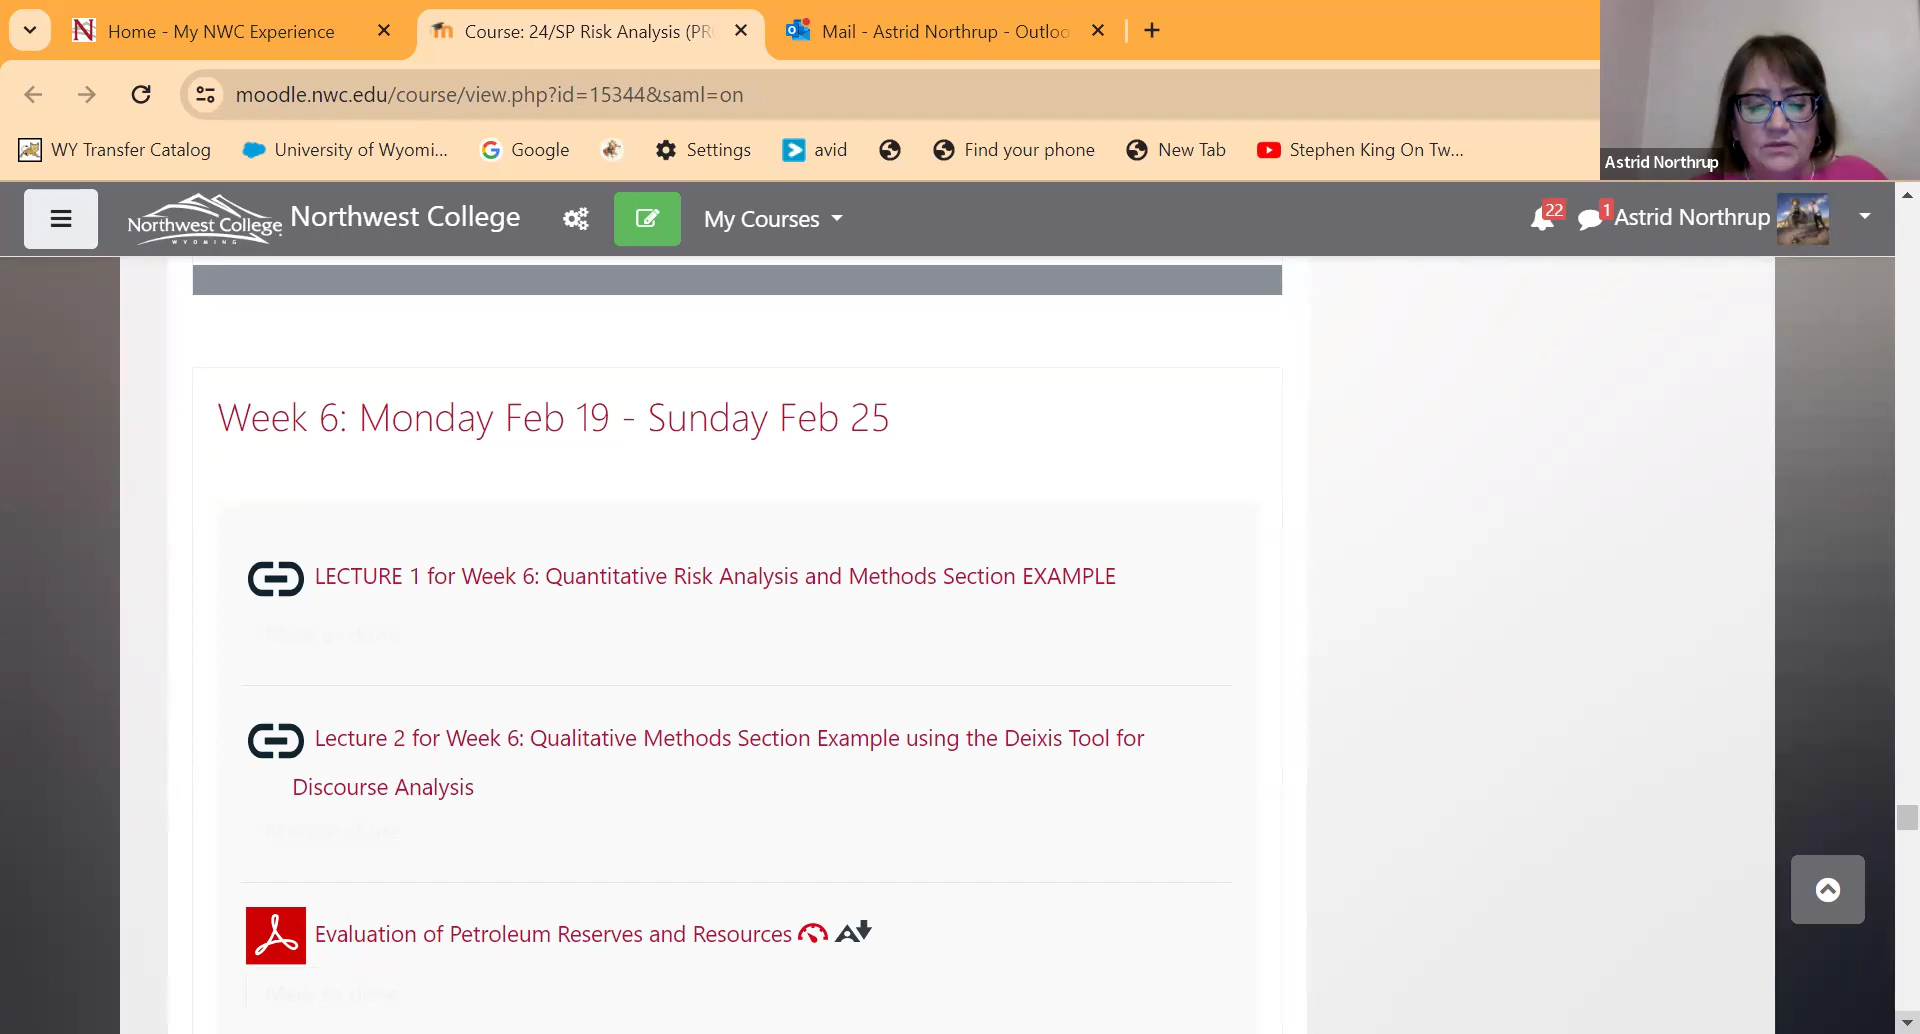 Home - My NWC Experience
Course: 24/SP Risk Analysis (PR
Mail - Astrid Northrup - Outloo
moodle.nwc.edu/course/view.php?id=15344&saml=on
WY Transfer Catalog
University of Wyomi...
Google
Settings
avid
Find your phone
New Tab
Stephen King On Tw...
Astrid Northrup
Northwest College
WYOMING
Northwest College
My Courses
22
1
Astrid Northrup
Week 6: Monday Feb 19 - Sunday Feb 25
LECTURE 1 for Week 6: Quantitative Risk Analysis and Methods Section EXAMPLE
Lecture 2 for Week 6: Qualitative Methods Section Example using the Deixis Tool for
Discourse Analysis
Evaluation of Petroleum Reserves and Resources